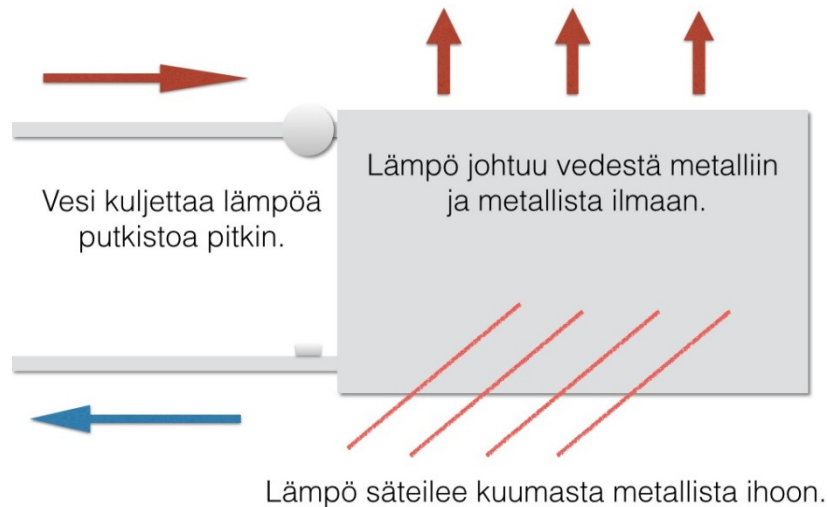 Lämpö johtuu vedestä metalliin
ja metallista ilmaan.
Vesi kuljettaa lämpöä
putkistoa pitkin.
Lämpö säteilee kuumasta metallista ihoon.